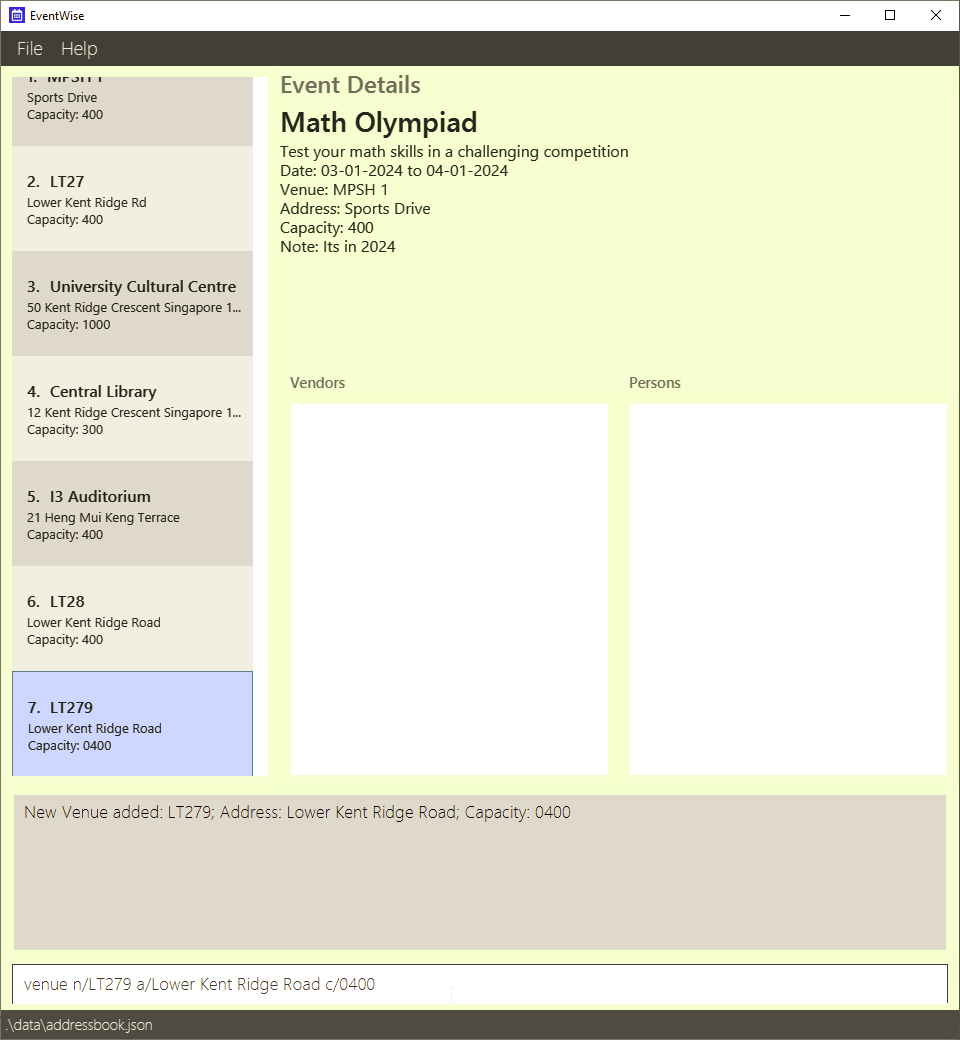 EventWise
File Help
1. MPSH 1
Sports Drive
Capacity: 400
2. LT27
Lower Kent Ridge Rd
Capacity: 400
3. University Cultural Centre
50 Kent Ridge Crescent Singapore 1...
Capacity: 1000
4. Central Library
12 Kent Ridge Crescent Singapore 1...
Capacity: 300
5. I3 Auditorium
21 Heng Mui Keng Terrace
Capacity: 400
6. LT28
Lower Kent Ridge Road
Capacity: 400
7. LT279
Lower Kent Ridge Road
Capacity: 0400
Event Details
Math Olympiad
Test your math skills in a challenging competition
Date: 03-01-2024 to 04-01-2024
Venue: MPSH 1
Address: Sports Drive
Capacity: 400
Note: Its in 2024
Vendors
Persons
New Venue added: LT279; Address: Lower Kent Ridge Road; Capacity: 0400
venue n/LT279 a/Lower Kent Ridge Road c/0400
.\data\addressbook.json